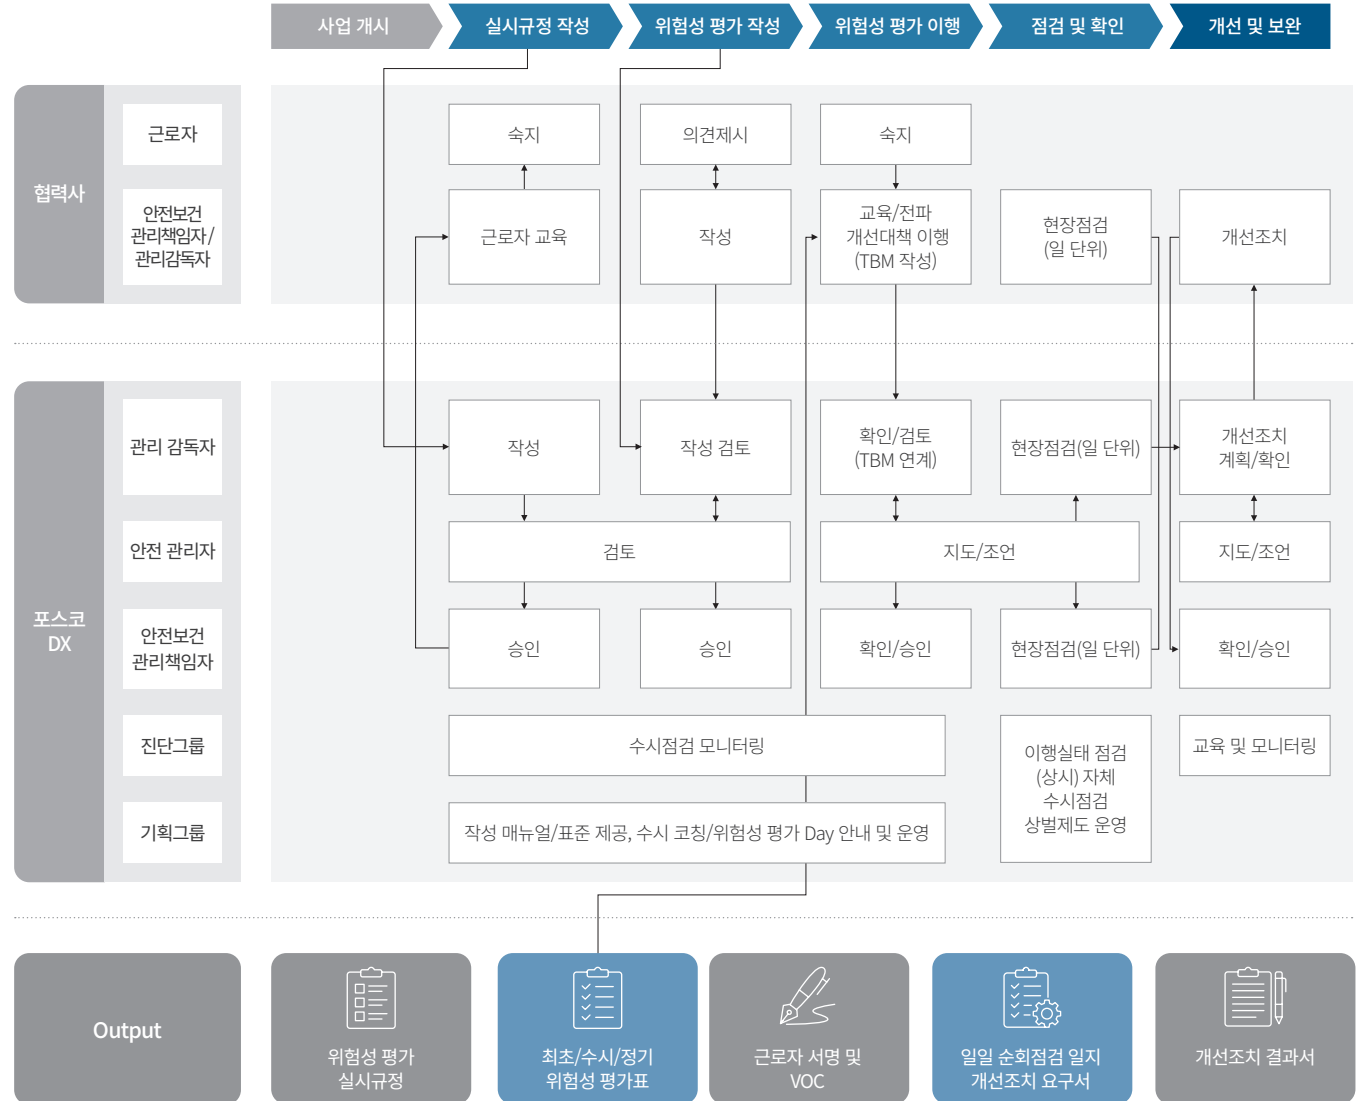 사업 개시
실시규정 작성
위험성 평가 작성
위험성 평가 이행
점검 및 확인
개선 및 보완
협력사
근로자
숙지
의견제시
숙지
안전보건
관리책임자 /
관리감독자
근로자 교육
작성
교육/전파
개선대책 이행
(TBM 작성)
현장점검
(일 단위)
개선조치
포스코
DX
관리 감독자
작성
작성 검토
확인/검토
(TBM 연계)
현장점검(일 단위)
개선조치
계획/확인
안전 관리자
검토
지도/조언
지도/조언
안전보건
관리책임자
승인
승인
확인/승인
현장점검(일 단위)
확인/승인
진단그룹
수시점검 모니터링
이행실태 점검
(상시) 자체
수시점검
상벌제도 운영
교육 및 모니터링
기획그룹
작성 매뉴얼/표준 제공, 수시 코칭/위험성 평가 Day 안내 및 운영
Output
위험성 평가
실시규정
최초/수시/정기
위험성 평가표
근로자 서명 및
VOC
일일 순회점검 일지
개선조치 요구서
개선조치 결과서